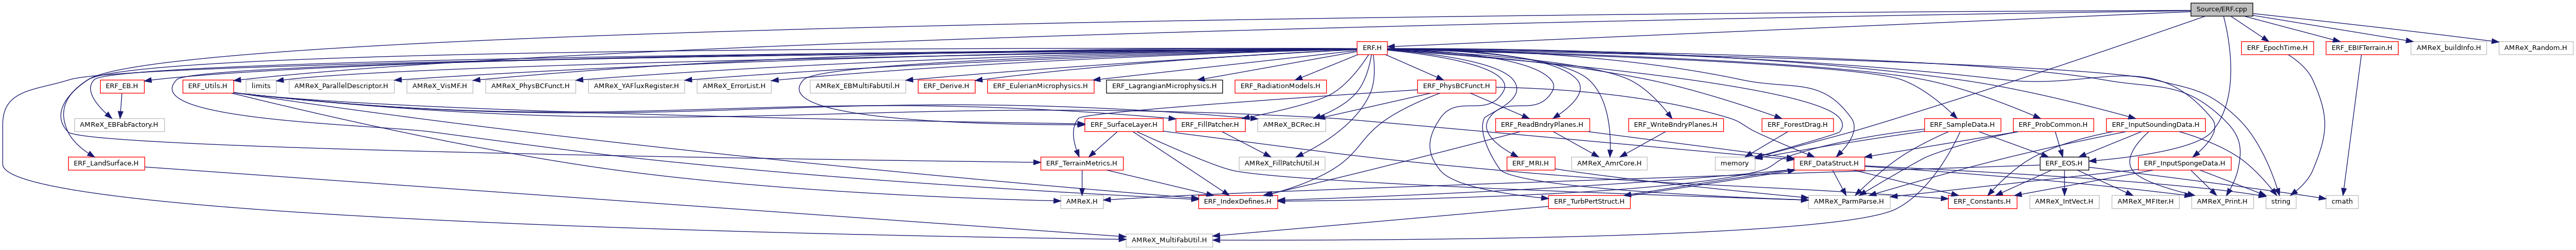 Source/ERF.cpp
ERF.H
ERF_EpochTime.H
ERF_EBIFTerrain.H
AMReX_buildInfo.H
AMReX_Random.H
ERF_EB.H
ERF_Utils.H
limits
AMReX_ParallelDescriptor.H
AMReX_VisMF.H
AMReX_PhysBCFunct.H
AMReX_YAFluxRegister.H
AMReX_ErrorList.H
AMReX_EBMultiFabUtil.H
ERF_Derive.H
ERF_EulerianMicrophysics.H
ERF_LagrangianMicrophysics.H
ERF_RadiationModels.H
ERF_PhysBCFunct.H
AMReX_EBFabFactory.H
ERF_SurfaceLayer.H
ERF_FillPatcher.H
AMReX_BCRec.H
ERF_ReadBndryPlanes.H
ERF_WriteBndryPlanes.H
ERF_ForestDrag.H
ERF_SampleData.H
ERF_ProbCommon.H
ERF_InputSoundingData.H
ERF_LandSurface.H
ERF_TerrainMetrics.H
AMReX_FillPatchUtil.H
ERF_MRI.H
AMReX_AmrCore.H
memory
ERF_DataStruct.H
ERF_EOS.H
ERF_InputSpongeData.H
AMReX.H
ERF_IndexDefines.H
ERF_TurbPertStruct.H
AMReX_ParmParse.H
ERF_Constants.H
AMReX_IntVect.H
AMReX_MFIter.H
AMReX_Print.H
string
cmath
AMReX_MultiFabUtil.H